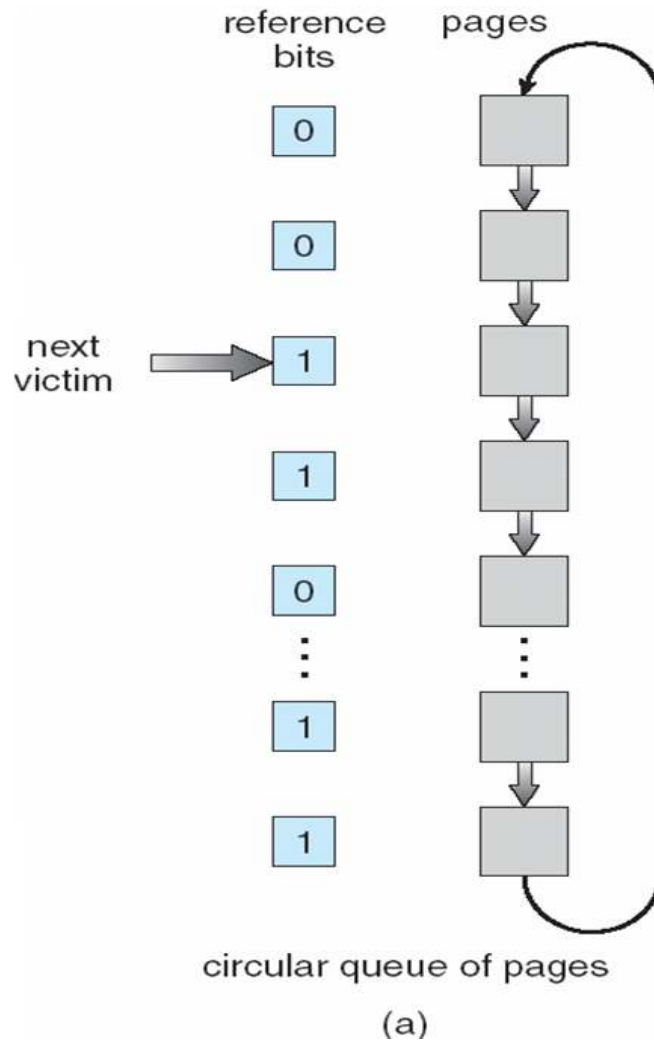 reference
bits
pages
0
0
next
victim
1
1
0
1
1
circular queue of pages
(a)